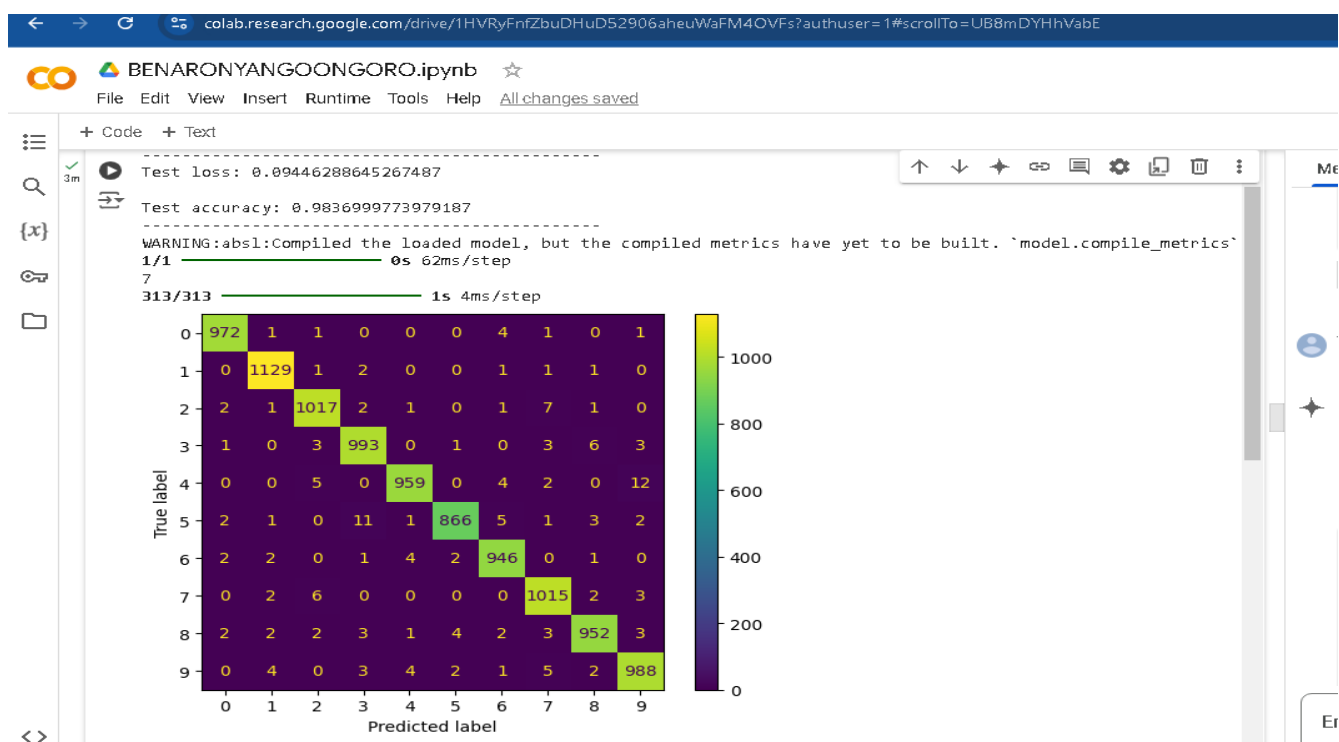 colab.research.google.com/drive/1HVRyFnfZbuDHuD52906aheuWaFM4OVFs?authuser=1#scrollTo=UB8mDYHhVabE
BENARONYANGOONGORO.ipynb
File Edit View Insert Runtime Tools Help All changes saved
+ Code + Text
3m
---------------------------------------------
Test loss: 0.09446288645267487
Me
Test accuracy: 0.9836999773979187
---------------------------------------------
{x}
WARNING:absl:Compiled the loaded model, but the compiled metrics have yet to be built. `model.compile_metrics`
1/1 0s 62ms/step
7
313/313 1s 4ms/step
0 972 1 1 0 0 0 4 1 0 1
1 0 1129 1 2 0 0 1 1 1 0
2 2 1 1017 2 1 0 1 7 1 0
3 1 0 3 993 0 1 0 3 6 3
4 0 0 5 0 959 0 4 2 0 12
5 2 1 0 11 1 866 5 1 3 2
6 2 2 0 1 4 2 946 0 1 0
7 0 2 6 0 0 0 0 1015 2 3
8 2 2 2 3 1 4 2 3 952 3
9 0 4 0 3 4 2 1 5 2 988
0 1 2 3 4 5 6 7 8 9
Predicted label
True label
1000
800
600
400
200
0
<>